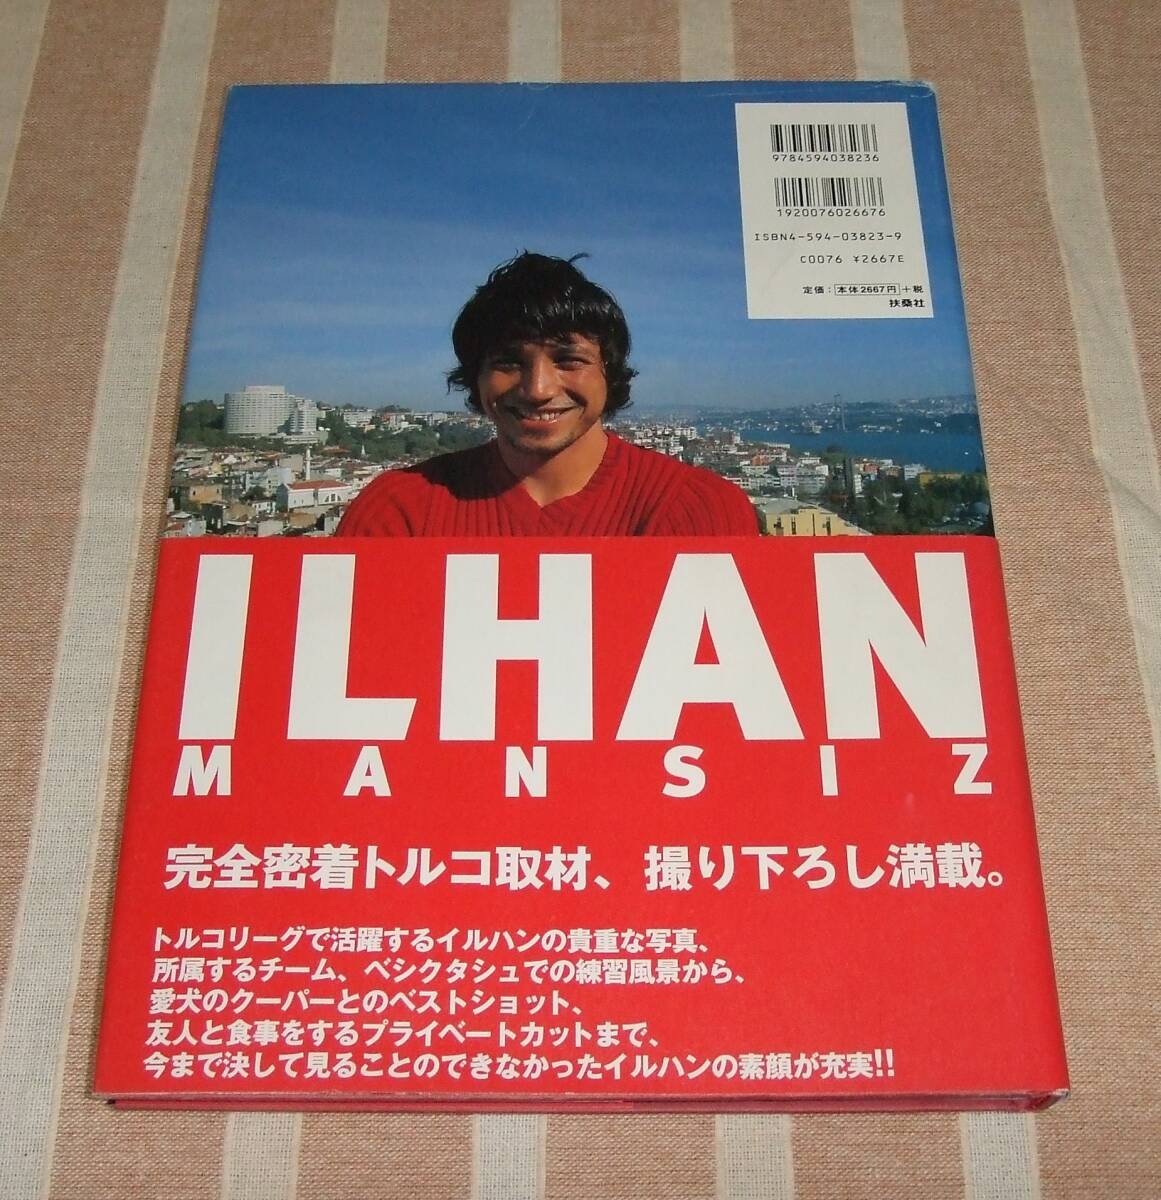 9784594038236
1920076026676
ISBN4-594-03823-9
C0076 ¥2667E
定価：本体2667円＋税
扶桑社
ILHAN
MANSIZ
完全密着トルコ取材、撮り下ろし満載。
トルコリーグで活躍するイルハンの貴重な写真、
所属するチーム、ベシクタシュでの練習風景から、
愛犬のクーパーとのベストショット、
友人と食事をするプライベートカットまで、
今まで決して見ることのできなかったイルハンの素顔が充実!!